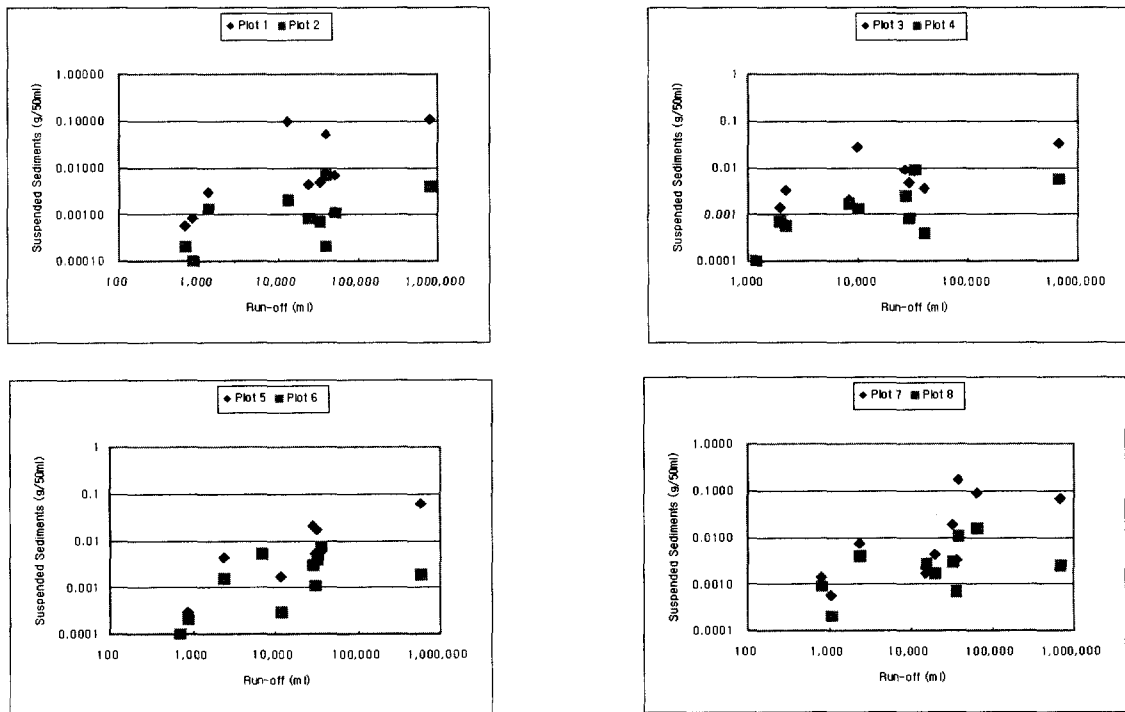 Plot 1 Plot 2
Suspended Sediments (g/50ml)
1.00000
0.10000
0.01000
0.00100
0.00010
100 1,000 10,000 100,000 1,000,000
Run-off (ml)
Plot 3 Plot 4
Suspended Sediments (g/50ml)
1
0.1
0.01
0.001
0.0001
1,000 10,000 100,000 1,000,000
Run-off (ml)
Plot 5 Plot 6
Suspended Sediments (g/50ml)
1
0.1
0.01
0.001
0.0001
100 1,000 10,000 100,000 1,000,000
Run-off (ml)
Plot 7 Plot 8
Suspended Sediments (g/50ml)
1.0000
0.1000
0.0100
0.0010
0.0001
100 1,000 10,000 100,000 1,000,000
Run-off (ml)